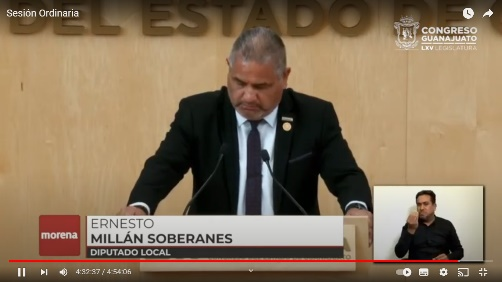 Sesión Ordinaria
DEL ESTADO DE G
CONGRESO
GUANAJUATO
LXV LEGISLATURA
morena
ERNESTO
MILLÁN SOBERANES
DIPUTADO LOCAL
4:32:37 / 4:54:06